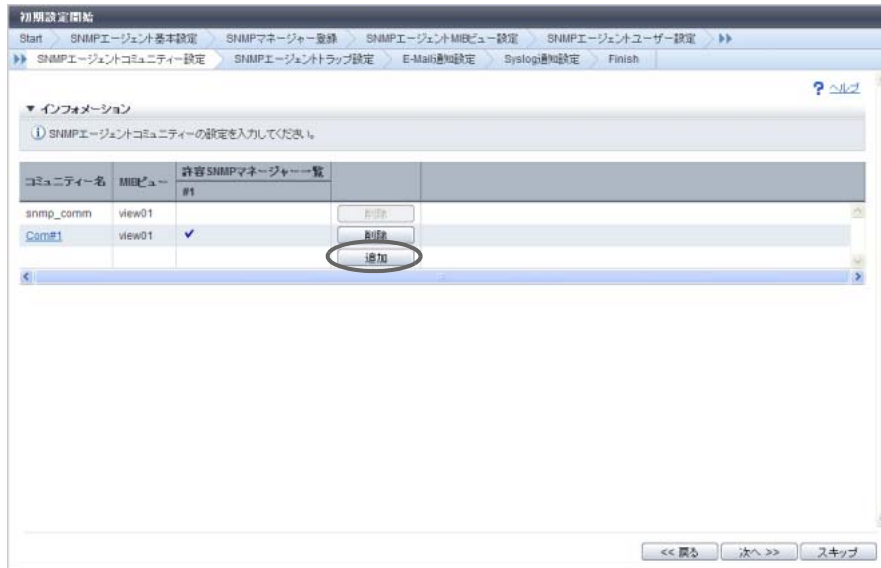 初期設定開始
Start SNMPエージェント基本設定 SNMPマネージャー登録 SNMPエージェントMIBビュー設定 SNMPエージェントユーザー設定
SNMPエージェントコミュニティー設定 SNMPエージェントトラップ設定 E-Mail通知設定 Syslog通知設定 Finish
? ヘルプ
▼ インフォメーション
SNMPエージェントコミュニティーの設定を入力してください。
コミュニティー名 MIBビュー 許容SNMPマネージャー一覧
#1
snmp_comm view01 削除
Com#1 view01 ✔ 削除
追加
<< 戻る 次へ >> スキップ